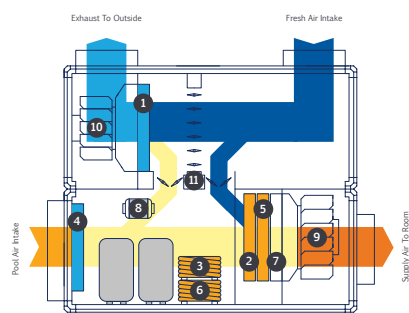 Exhaust To Outside
Fresh Air Intake
1
10
11
8
4
5
9
3
2
7
6
Pool Air Intake
Supply Air To Room